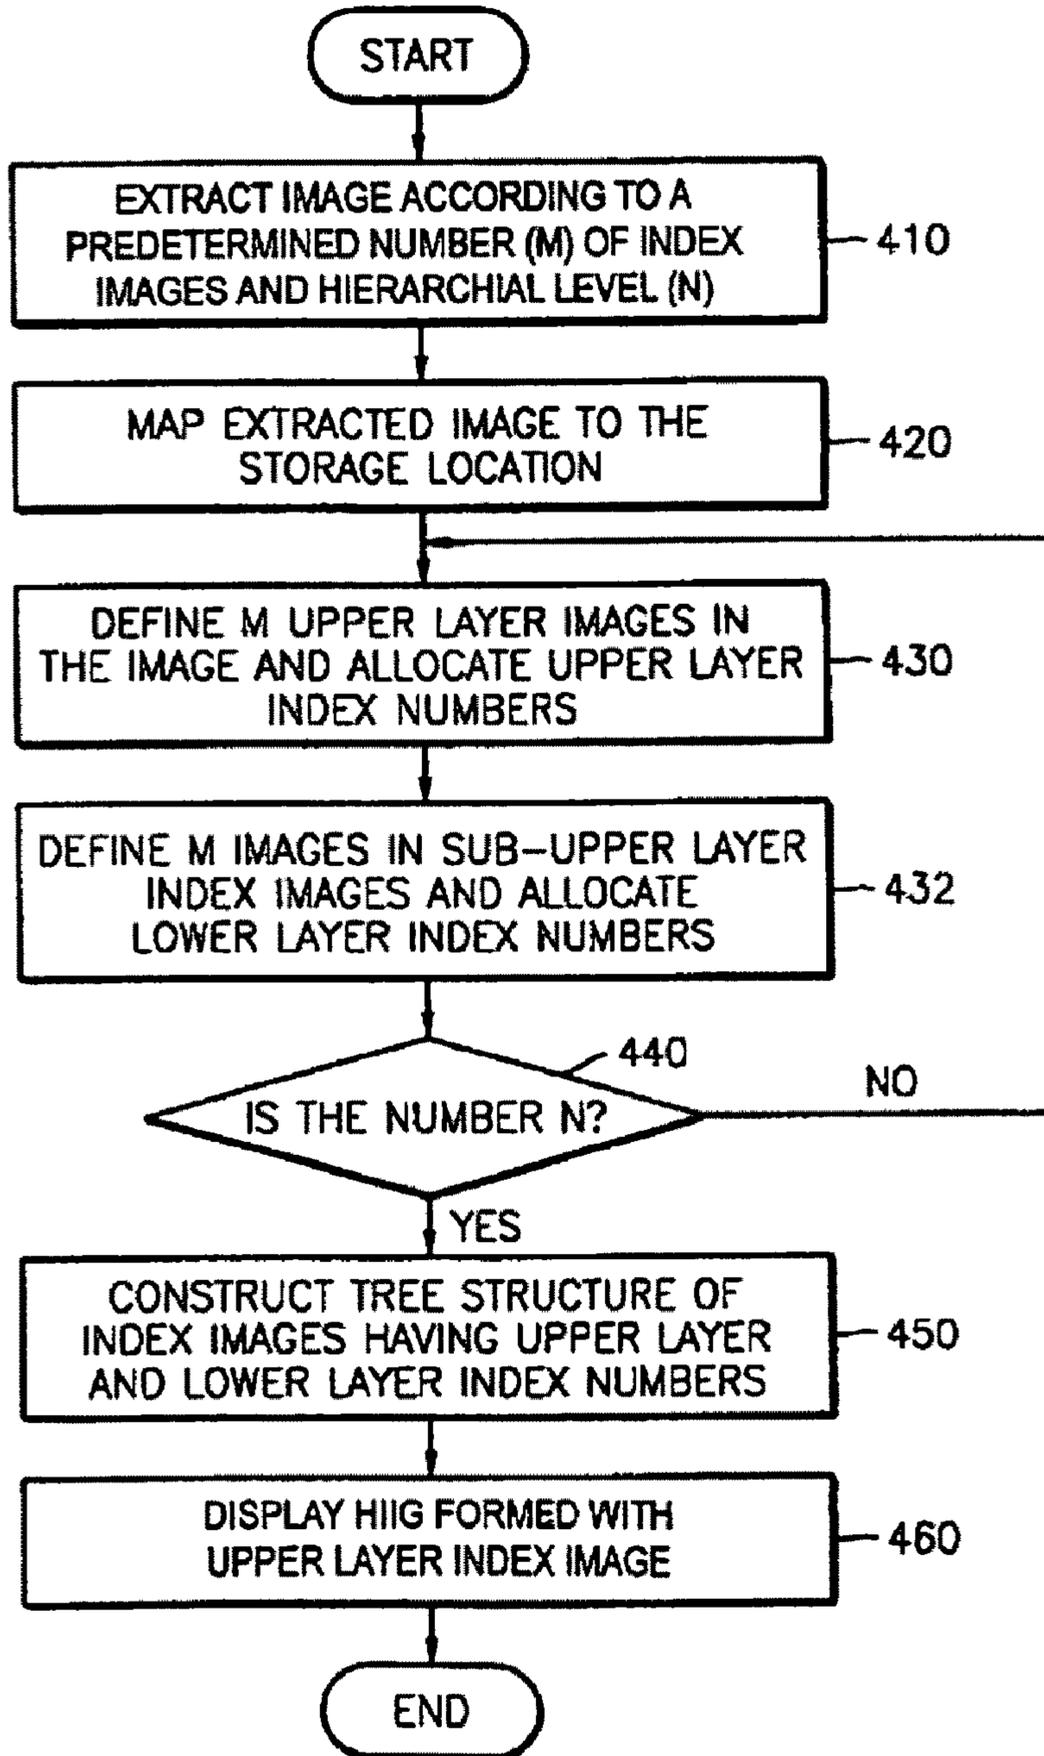 START
EXTRACT IMAGE ACCORDING TO A
PREDETERMINED NUMBER (M) OF INDEX
IMAGES AND HIERARCHIAL LEVEL (N)
410
MAP EXTRACTED IMAGE TO THE
STORAGE LOCATION
420
DEFINE M UPPER LAYER IMAGES IN
THE IMAGE AND ALLOCATE UPPER LAYER
INDEX NUMBERS
430
DEFINE M IMAGES IN SUB-UPPER LAYER
INDEX IMAGES AND ALLOCATE
LOWER LAYER INDEX NUMBERS
432
440
IS THE NUMBER N?
NO
YES
CONSTRUCT TREE STRUCTURE OF
INDEX IMAGES HAVING UPPER LAYER
AND LOWER LAYER INDEX NUMBERS
450
DISPLAY HIIG FORMED WITH
UPPER LAYER INDEX IMAGE
460
END